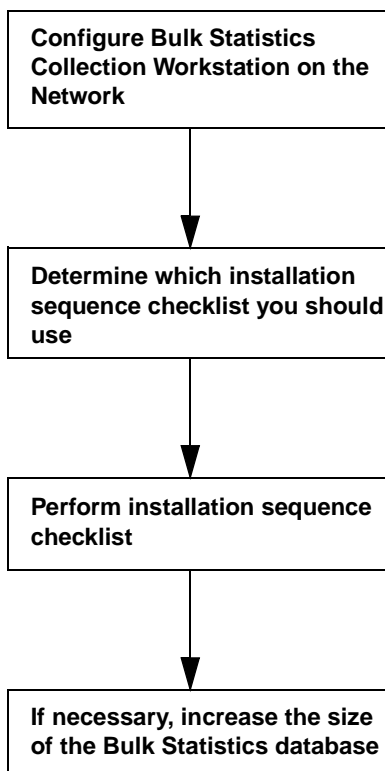 Configure Bulk Statistics
Collection Workstation on the
Network
Determine which installation
sequence checklist you should
use
Perform installation sequence
checklist
If necessary, increase the size
of the Bulk Statistics database